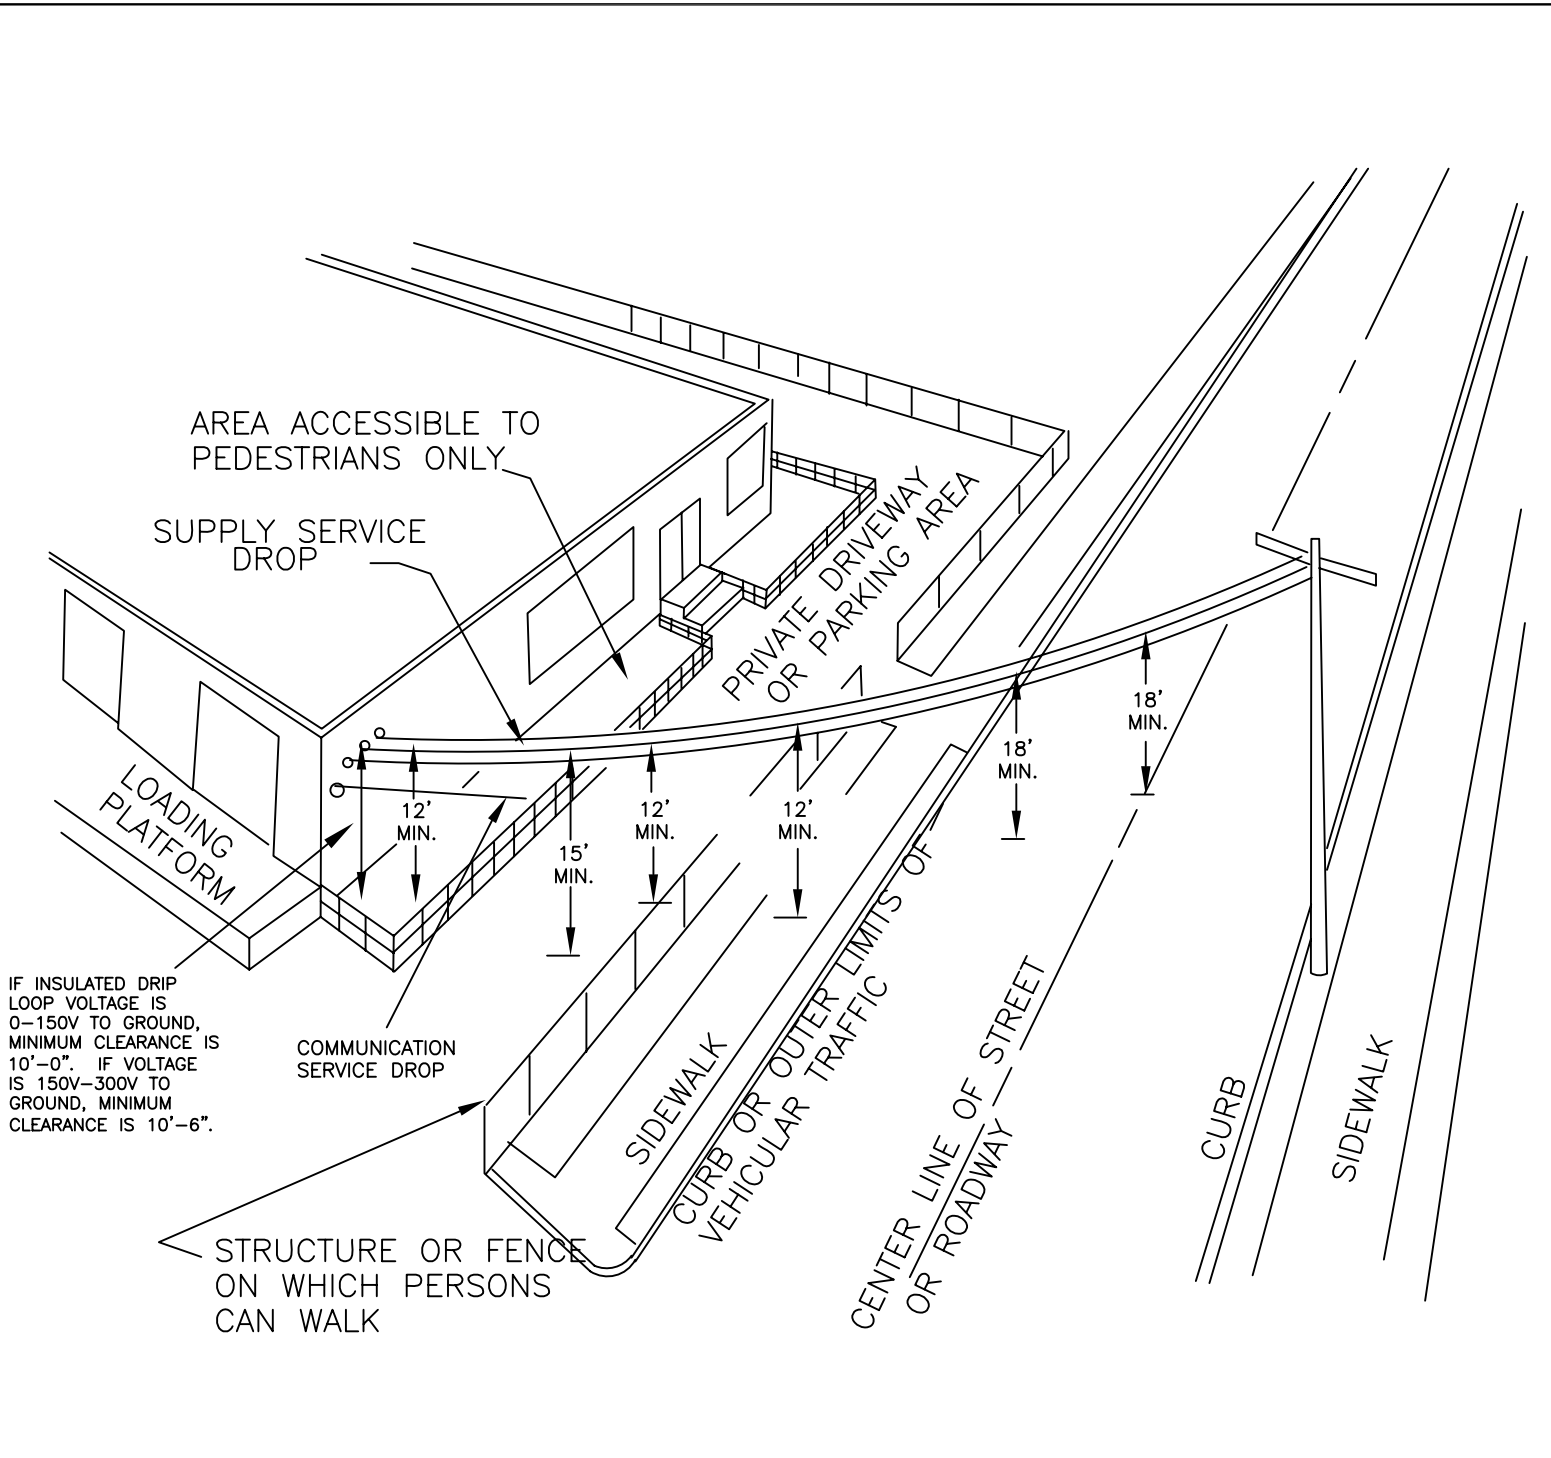 AREA ACCESSIBLE TO
PEDESTRIANS ONLY
SUPPLY SERVICE
DROP
PRIVATE DRIVEWAY
OR PARKING AREA
LOADING
PLATFORM
12'
MIN.
15'
MIN.
12'
MIN.
12'
MIN.
18'
MIN.
18'
MIN.
IF INSULATED DRIP
LOOP VOLTAGE IS
0-150V TO GROUND,
MINIMUM CLEARANCE IS
10'-0". IF VOLTAGE
IS 150V-300V TO
GROUND, MINIMUM
CLEARANCE IS 10'-6".
COMMUNICATION
SERVICE DROP
STRUCTURE OR FENCE
ON WHICH PERSONS
CAN WALK
SIDEWALK
CURB OR OUTER LIMITS OF
VEHICULAR TRAFFIC
CENTER LINE OF STREET
OR ROADWAY
CURB
SIDEWALK